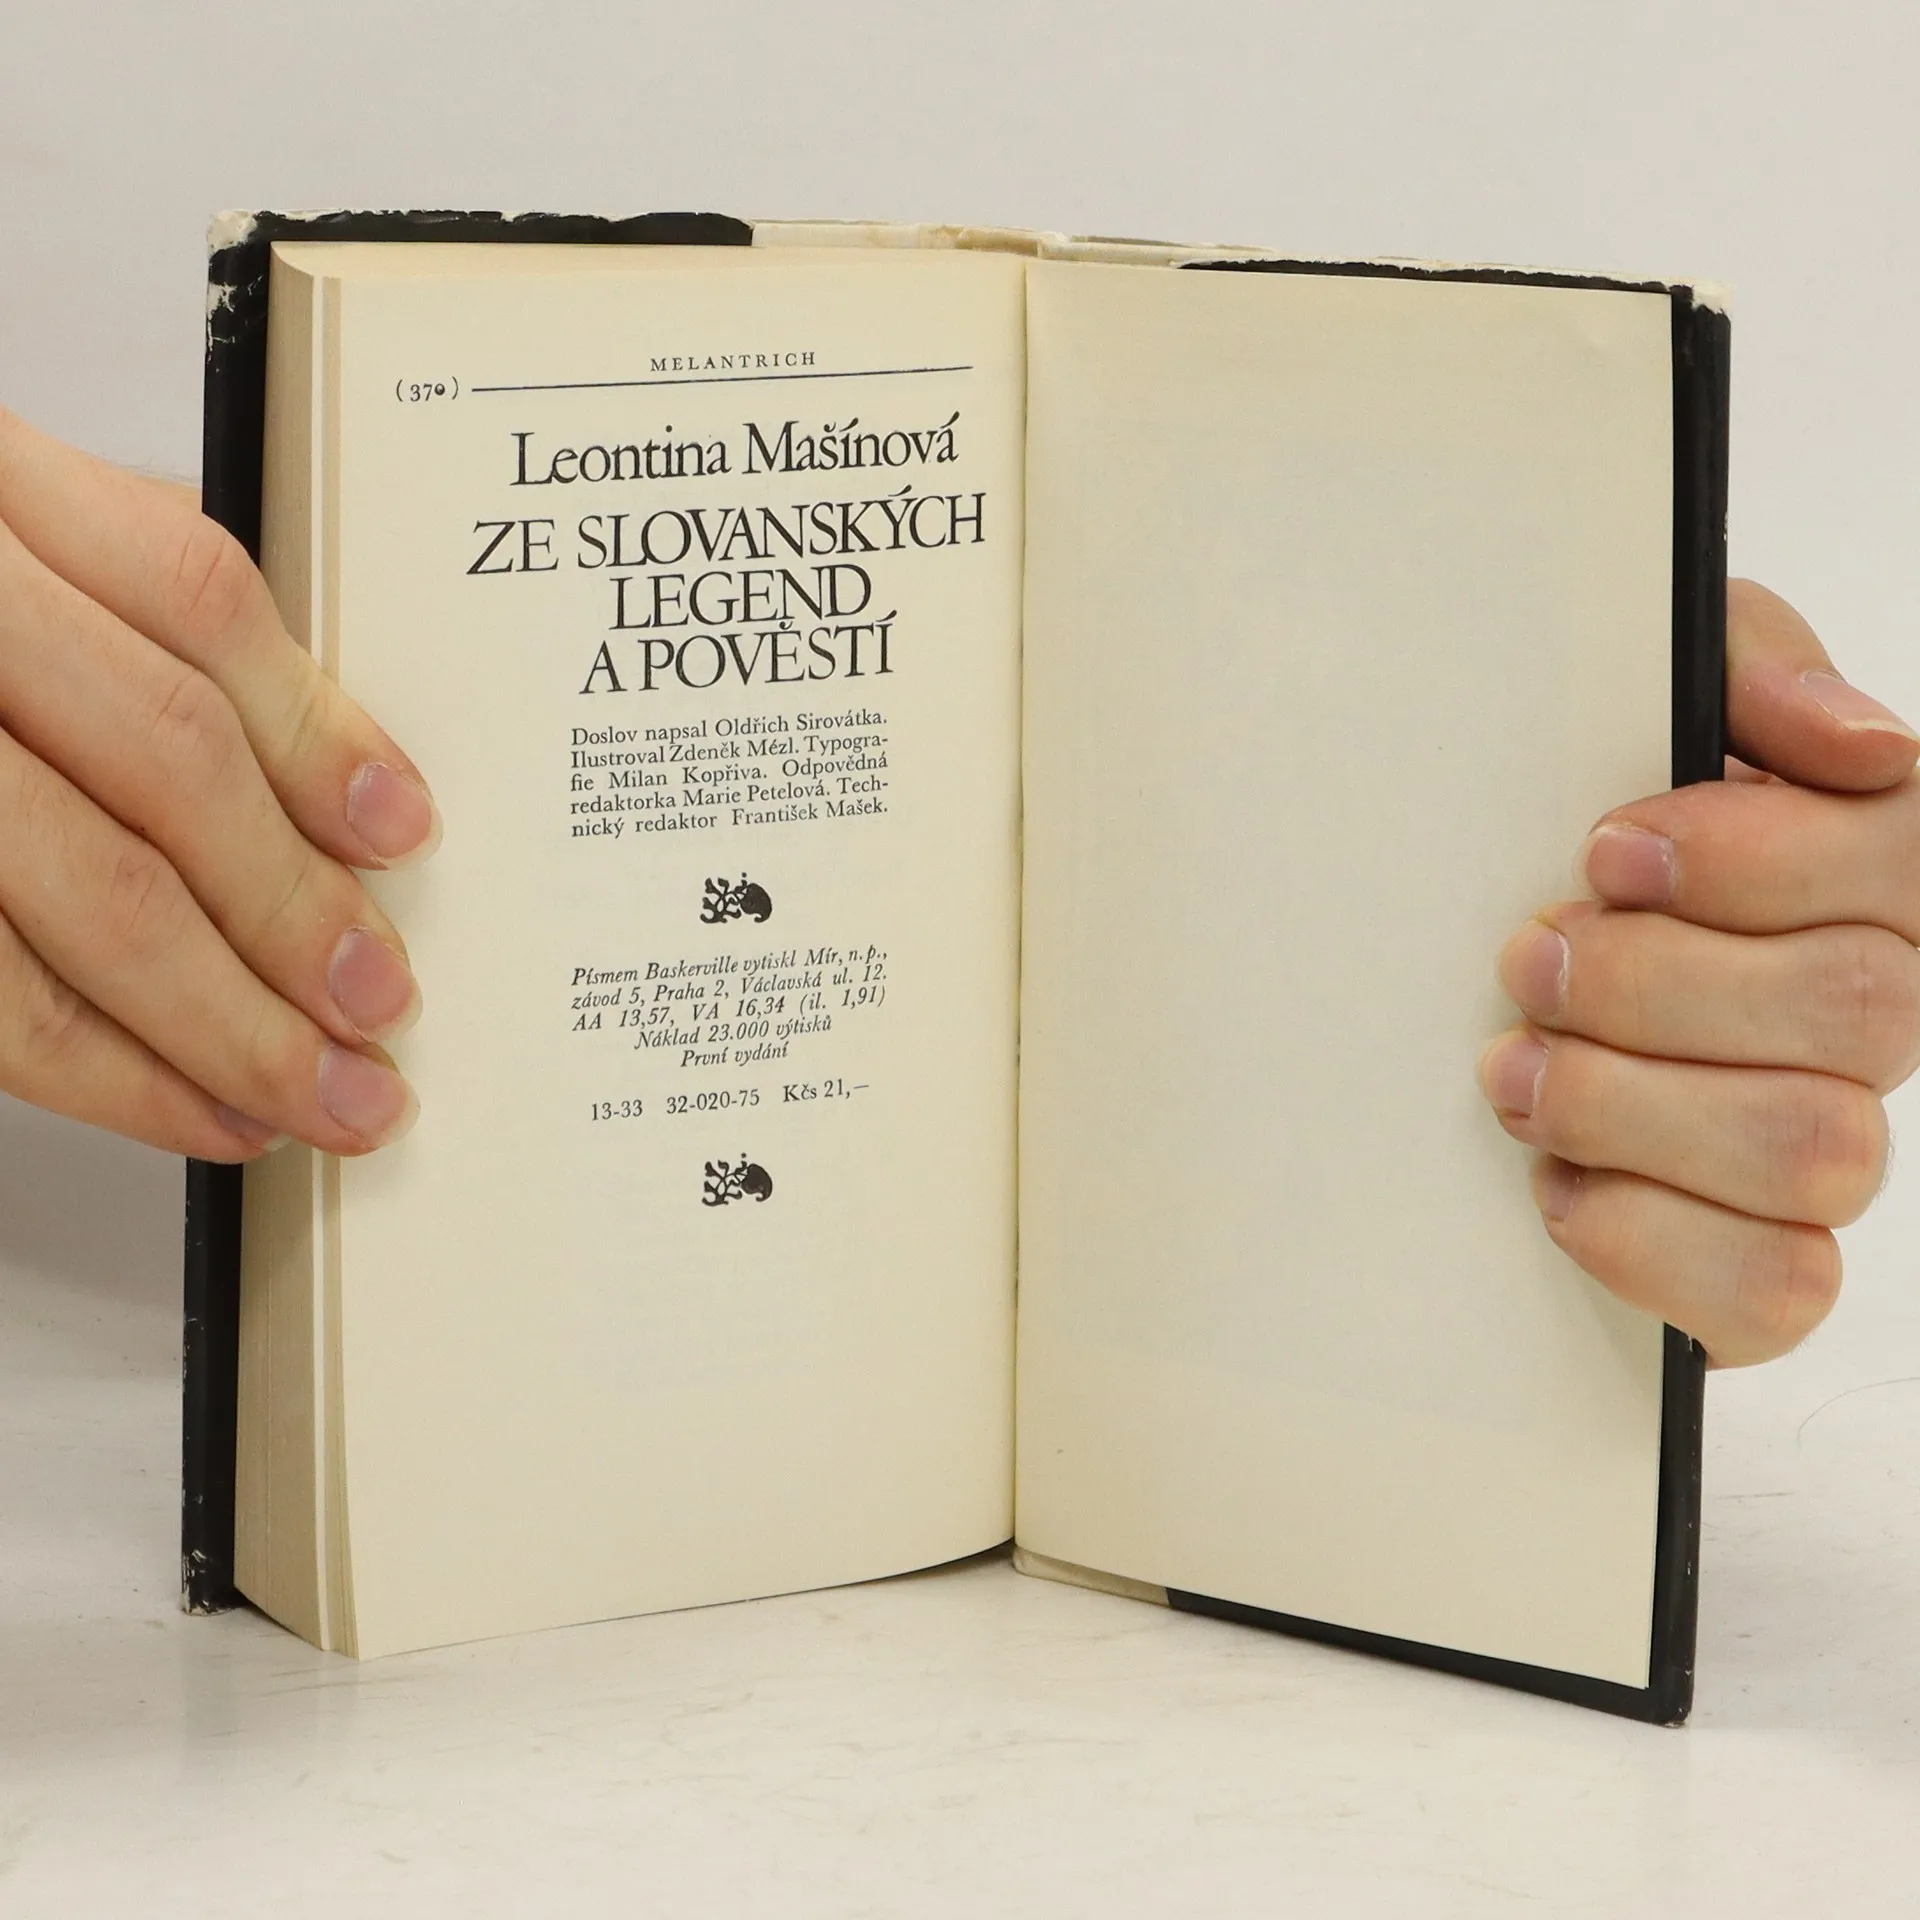 MELANTRICH
(370)
Leontina Mašínová
ZE SLOVANSKÝCH
LEGEND
A POVĚSTÍ
Doslov napsal Oldřich Sirovátka.
Ilustroval Zdeněk Mézl. Typogra-
fie Milan Kopřiva. Odpovědná
redaktorka Marie Petelová. Tech-
nický redaktor František Mašek.
Písmem Baskerville vytiskl Mír, n.p.,
závod 5, Praha 2, Václavská ul. 12.
AA 13,57, VA 16,34 (il. 1,91)
Náklad 23.000 výtisků
První vydání
13-33 32-020-75 Kčs 21,—